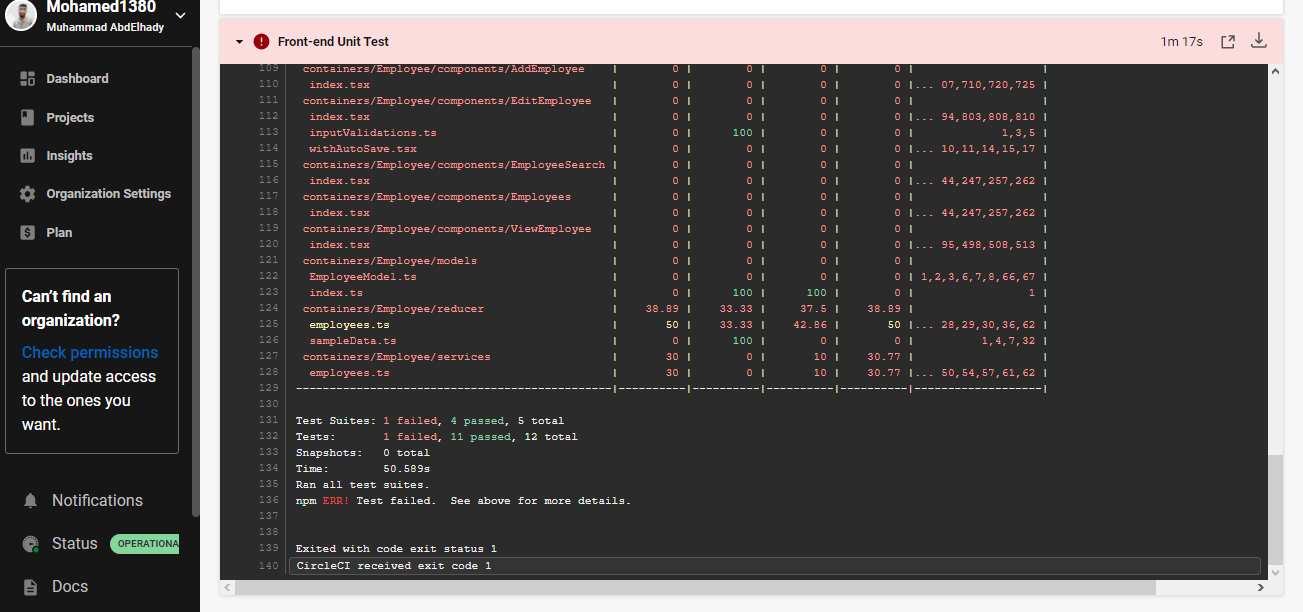 Mohamed1380
Muhammad AbdElhady
Dashboard
Projects
Insights
Organization Settings
Plan
Can't find an
organization?
Check permissions
and update access
to the ones you
want.
Notifications
Status OPERATIONA
Docs
Front-end Unit Test 1m 17s
109 containers/Employee/components/AddEmployee | 0 | 0 | 0 | 0 | |
110 index.tsx | 0 | 0 | 0 | 0 |... 07,710,720,725 |
111 containers/Employee/components/EditEmployee | 0 | 0 | 0 | 0 | |
112 index.tsx | 0 | 0 | 0 | 0 |... 94,803,808,810 |
113 inputValidations.ts | 0 | 100 | 0 | 0 | 1,3,5 |
114 withAutoSave.tsx | 0 | 0 | 0 | 0 |... 10,11,14,15,17 |
115 containers/Employee/components/EmployeeSearch | 0 | 0 | 0 | 0 | |
116 index.tsx | 0 | 0 | 0 | 0 |... 44,247,257,262 |
117 containers/Employee/components/Employees | 0 | 0 | 0 | 0 | |
118 index.tsx | 0 | 0 | 0 | 0 |... 44,247,257,262 |
119 containers/Employee/components/ViewEmployee | 0 | 0 | 0 | 0 | |
120 index.tsx | 0 | 0 | 0 | 0 |... 95,498,508,513 |
121 containers/Employee/models | 0 | 0 | 0 | 0 | |
122 EmployeeModel.ts | 0 | 0 | 0 | 0 | 1,2,3,6,7,8,66,67 |
123 index.ts | 0 | 100 | 100 | 0 | 1 |
124 containers/Employee/reducer | 38.89 | 33.33 | 37.5 | 38.89 | |
125 employees.ts | 50 | 33.33 | 42.86 | 50 |... 28,29,30,36,62 |
126 sampleData.ts | 0 | 100 | 0 | 0 | 1,4,7,32 |
127 containers/Employee/services | 30 | 0 | 10 | 30.77 | |
128 employees.ts | 30 | 0 | 10 | 30.77 |... 50,54,57,61,62 |
129 -----------------------------------------------|----------|----------|----------|----------|-------------------|
130
131 Test Suites: 1 failed, 4 passed, 5 total
132 Tests: 1 failed, 11 passed, 12 total
133 Snapshots: 0 total
134 Time: 50.589s
135 Ran all test suites.
136 npm ERR! Test failed. See above for more details.
137
138
139 Exited with code exit status 1
140 CircleCI received exit code 1